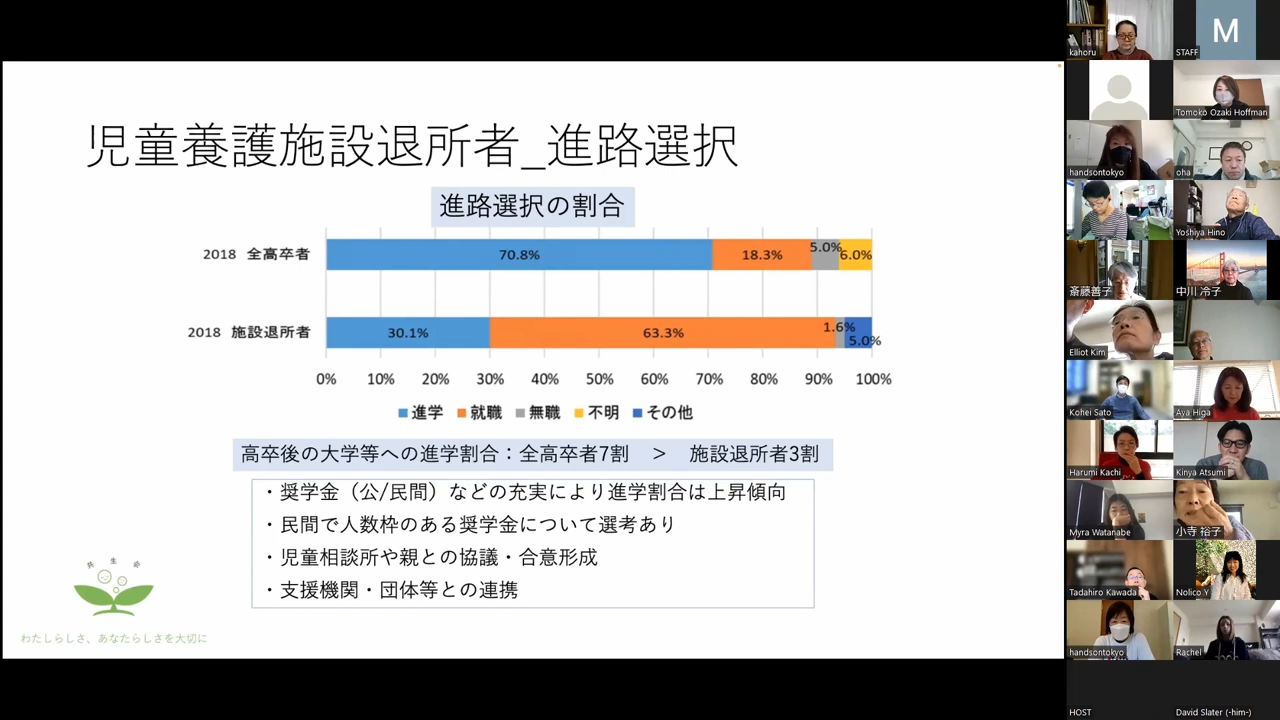 児童養護施設退所者_進路選択
進路選択の割合
2018 全高卒者
70.8%
18.3%
5.0%
6.0%
2018 施設退所者
30.1%
63.3%
1.6%
5.0%
0% 10% 20% 30% 40% 50% 60% 70% 80% 90% 100%
進学 就職 無職 不明 その他
高卒後の大学等への進学割合：全高卒者7割 ＞ 施設退所者3割
・奨学金（公/民間）などの充実により進学割合は上昇傾向
・民間で人数枠のある奨学金について選考あり
・児童相談所や親との協議・合意形成
・支援機関・団体等との連携
共生会
わたしらしさ、あなたらしさを大切に
kahoru
M
STAFF
Tomoko Ozaki Hoffman
handsontokyo
oha
Yoshiya Hino
斎藤善子
中川 冷子
Elliot Kim
Kohei Sato
Aya Higa
Harumi Kachi
Kinya Atsumi
Myra Watanabe
小寺 裕子
Tadahiro Kawada
Nolico Y
handsontokyo
Rachel
HOST
David Slater (-him-)